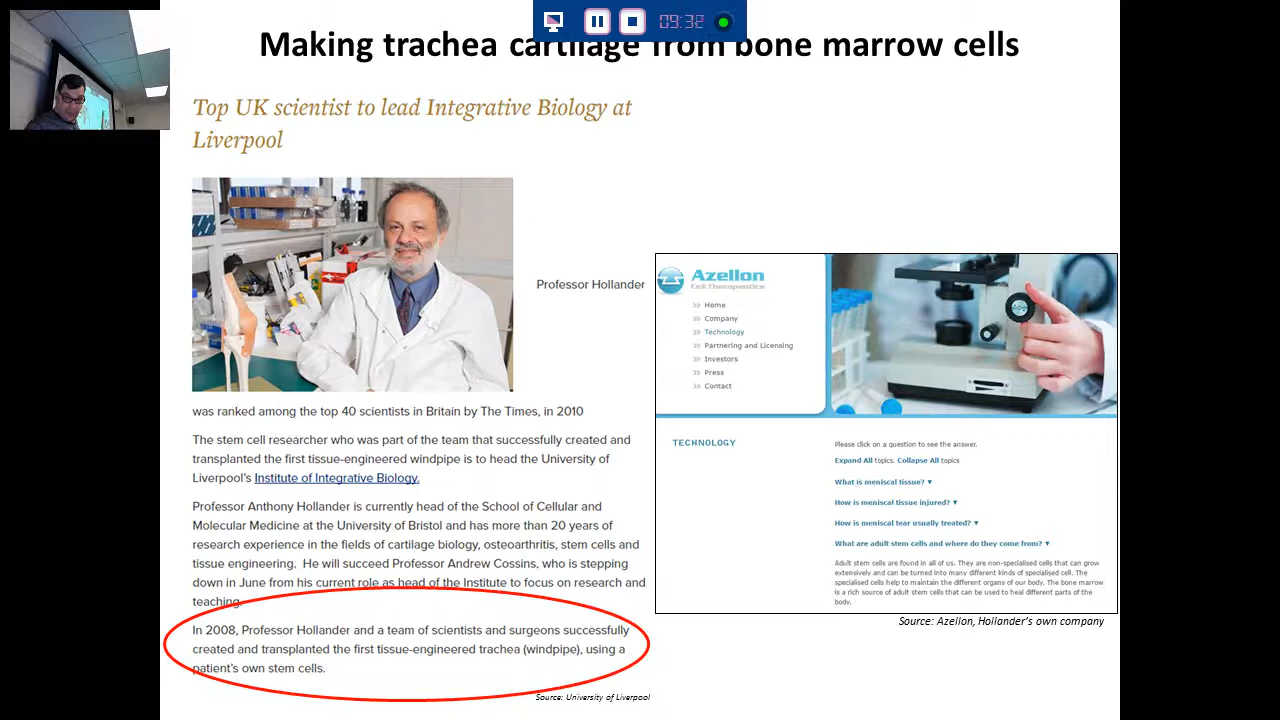 09:32
Making trachea cartilage from bone marrow cells
Top UK scientist to lead Integrative Biology at
Liverpool
Professor Hollander
was ranked among the top 40 scientists in Britain by The Times, in 2010
The stem cell researcher who was part of the team that successfully created and
transplanted the first tissue-engineered windpipe is to head the University of
Liverpool’s Institute of Integrative Biology.
Professor Anthony Hollander is currently head of the School of Cellular and
Molecular Medicine at the University of Bristol and has more than 20 years of
research experience in the fields of cartilage biology, osteoarthritis, stem cells and
tissue engineering.  He will succeed Professor Andrew Cossins, who is stepping
down in June from his current role as head of the Institute to focus on research and
teaching.
In 2008, Professor Hollander and a team of scientists and surgeons successfully
created and transplanted the first tissue-engineered trachea (windpipe), using a
patient’s own stem cells.
Source: University of Liverpool
Azellon
Cell Therapeutics
>> Home
>> Company
>> Technology
>> Partnering and Licensing
>> Investors
>> Press
>> Contact
TECHNOLOGY
Please click on a question to see the answer.
Expand All topics. Collapse All topics
What is meniscal tissue? ▼
How is meniscal tissue injured? ▼
How is meniscal tear usually treated? ▼
What are adult stem cells and where do they come from? ▼
Adult stem cells are found in all of us. They are non-specialised cells that can grow
extensively and can be turned into many different kinds of specialised cell. The
specialised cells help to maintain the different organs of our body. The bone marrow
is a rich source of adult stem cells that can be used to heal different parts of the
body.
Source: Azellon, Hollander’s own company